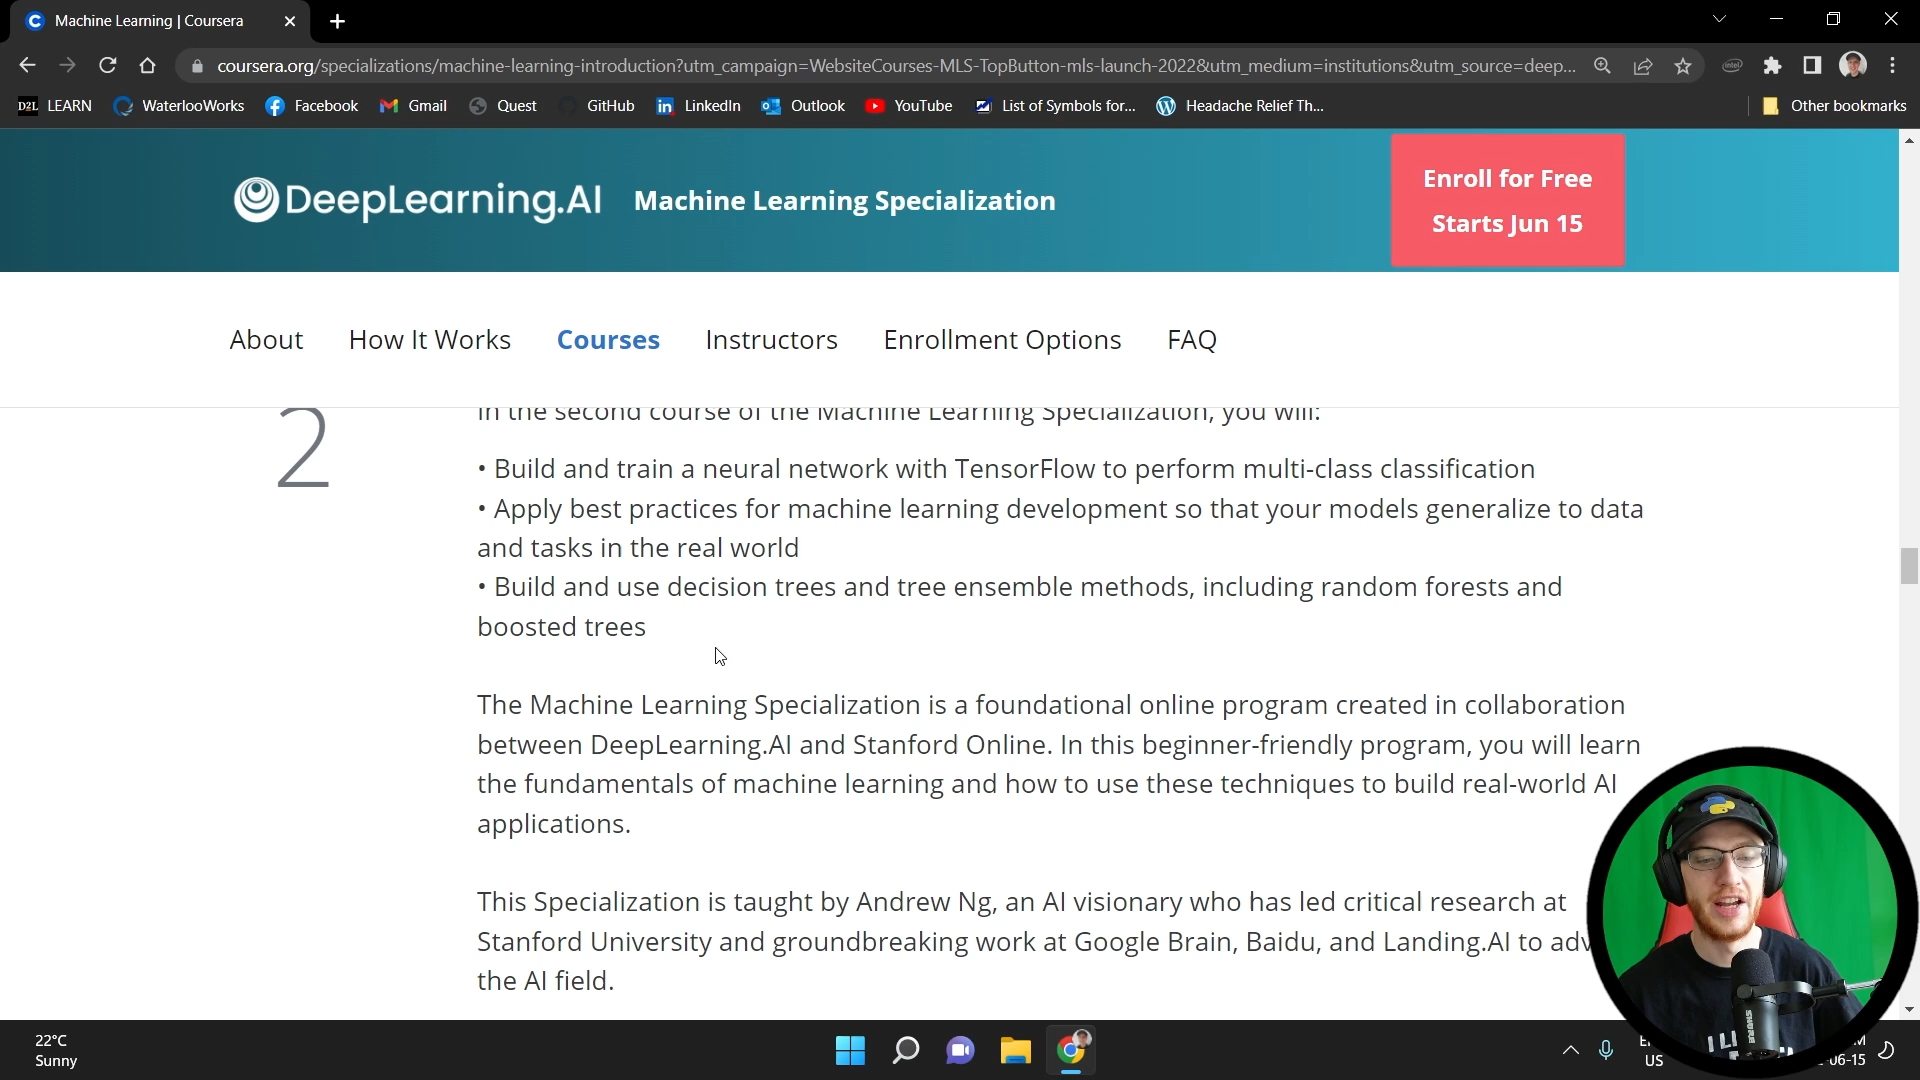 Machine Learning | Coursera
coursera.org/specializations/machine-learning-introduction?utm_campaign=WebsiteCourses-MLS-TopButton-mls-launch-2022&utm_medium=institutions&utm_source=deep...
D2L LEARN WaterlooWorks Facebook Gmail Quest GitHub LinkedIn Outlook YouTube List of Symbols for... Headache Relief Th... Other bookmarks
DeepLearning.AI Machine Learning Specialization
Enroll for Free
Starts Jun 15
About How It Works Courses Instructors Enrollment Options FAQ
2
In the second course of the Machine Learning Specialization, you will:
• Build and train a neural network with TensorFlow to perform multi-class classification
• Apply best practices for machine learning development so that your models generalize to data
and tasks in the real world
• Build and use decision trees and tree ensemble methods, including random forests and
boosted trees
The Machine Learning Specialization is a foundational online program created in collaboration
between DeepLearning.AI and Stanford Online. In this beginner-friendly program, you will learn
the fundamentals of machine learning and how to use these techniques to build real-world AI
applications.
This Specialization is taught by Andrew Ng, an AI visionary who has led critical research at
Stanford University and groundbreaking work at Google Brain, Baidu, and Landing.AI to adv
the AI field.
22°C
Sunny
US
-06-15
SHURE